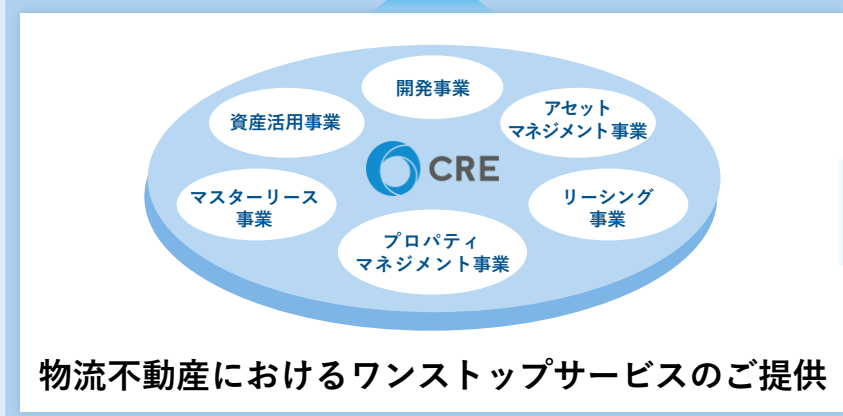 開発事業
資産活用事業
アセット
マネジメント事業
CRE
マスターリース
事業
リーシング
事業
プロパティ
マネジメント事業
物流不動産におけるワンストップサービスのご提供